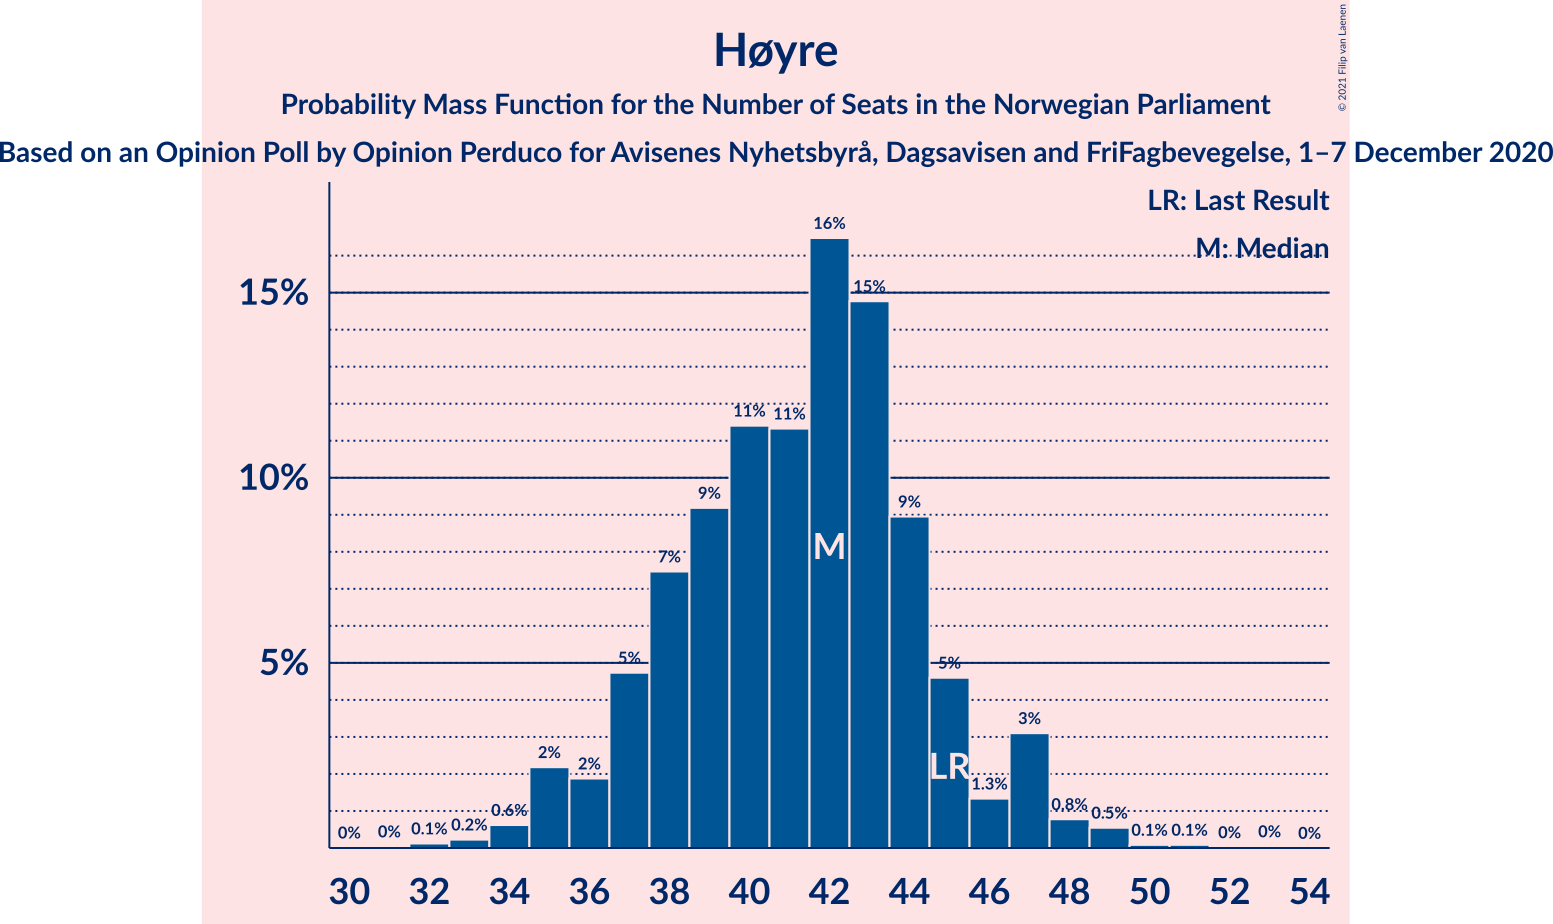 Høyre
Probability Mass Function for the Number of Seats in the Norwegian Parliament
Based on an Opinion Poll by Opinion Perduco for Avisenes Nyhetsbyrå, Dagsavisen and FriFagbevegelse, 1–7 December 2020
© 2021 Filip van Laenen
LR: Last Result
M: Median
15%
10%
5%
0% 0% 0.1% 0.2% 0.6% 2% 2% 5% 7% 9% 11% 11% 16% 15% 9% 5% 1.3% 3% 0.8% 0.5% 0.1% 0.1% 0% 0% 0%
M
LR
30 32 34 36 38 40 42 44 46 48 50 52 54